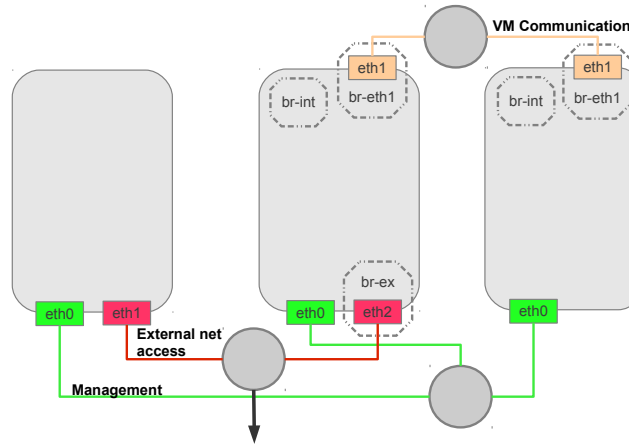 VM Communication
eth1
eth1
br-int
br-eth1
br-int
br-eth1
br-ex
eth0
eth1
eth0
eth2
eth0
External net
access
Management